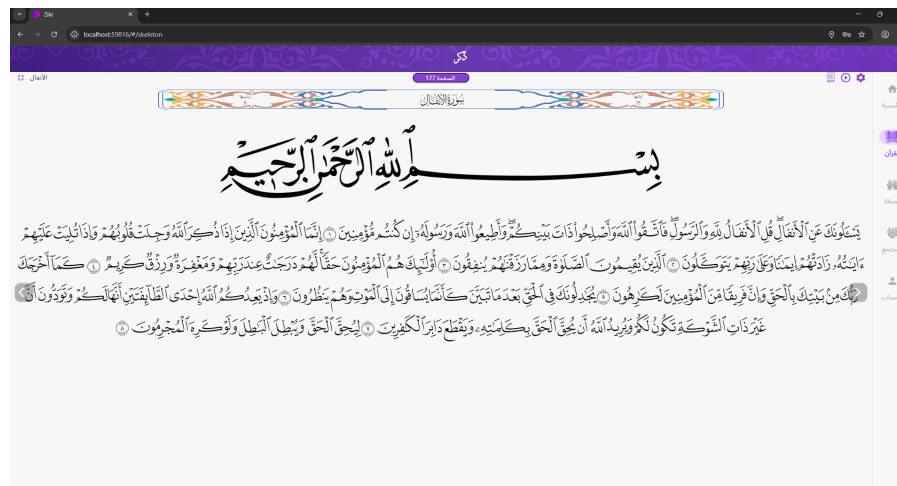 Zikr
localhost:59816/#/skeleton
ذكر
الأنفال
الصفحة 177
سُورَةُ الأَنفَالِ
بِسْمِ ٱللَّهِ ٱلرَّحْمَٰنِ ٱلرَّحِيمِ
يَسْـَٔلُونَكَ عَنِ ٱلْأَنفَالِ قُلِ ٱلْأَنفَالُ لِلَّهِ وَٱلرَّسُولِ فَٱتَّقُوا۟ ٱللَّهَ وَأَصْلِحُوا۟ ذَاتَ بَيْنِكُمْ وَأَطِيعُوا۟ ٱللَّهَ وَرَسُولَهُۥٓ إِن كُنتُم مُّؤْمِنِينَ ١ إِنَّمَا ٱلْمُؤْمِنُونَ ٱلَّذِينَ إِذَا ذُكِرَ ٱللَّهُ وَجِلَتْ قُلُوبُهُمْ وَإِذَا تُلِيَتْ عَلَيْهِمْ
ءَايَٰتُهُۥ زَادَتْهُمْ إِيمَٰنًا وَعَلَىٰ رَبِّهِمْ يَتَوَكَّلُونَ ٢ ٱلَّذِينَ يُقِيمُونَ ٱلصَّلَوٰةَ وَمِمَّا رَزَقْنَٰهُمْ يُنفِقُونَ ٣ أُو۟لَٰٓئِكَ هُمُ ٱلْمُؤْمِنُونَ حَقًّا لَّهُمْ دَرَجَٰتٌ عِندَ رَبِّهِمْ وَمَغْفِرَةٌ وَرِزْقٌ كَرِيمٌ ٤ كَمَآ أَخْرَجَكَ
رَبُّكَ مِنۢ بَيْتِكَ بِٱلْحَقِّ وَإِنَّ فَرِيقًا مِّنَ ٱلْمُؤْمِنِينَ لَكَٰرِهُونَ ٥ يُجَٰدِلُونَكَ فِى ٱلْحَقِّ بَعْدَ مَا تَبَيَّنَ كَأَنَّمَا يُسَاقُونَ إِلَى ٱلْمَوْتِ وَهُمْ يَنظُرُونَ ٦ وَإِذْ يَعِدُكُمُ ٱللَّهُ إِحْدَى ٱلطَّآئِفَتَيْنِ أَنَّهَا لَكُمْ وَتَوَدُّونَ أَنَّ
غَيْرَ ذَاتِ ٱلشَّوْكَةِ تَكُونُ لَكُمْ وَيُرِيدُ ٱللَّهُ أَن يُحِقَّ ٱلْحَقَّ بِكَلِمَٰتِهِۦ وَيَقْطَعَ دَابِرَ ٱلْكَٰفِرِينَ ٧ لِيُحِقَّ ٱلْحَقَّ وَيُبْطِلَ ٱلْبَٰطِلَ وَلَوْ كَرِهَ ٱلْمُجْرِمُونَ ٨